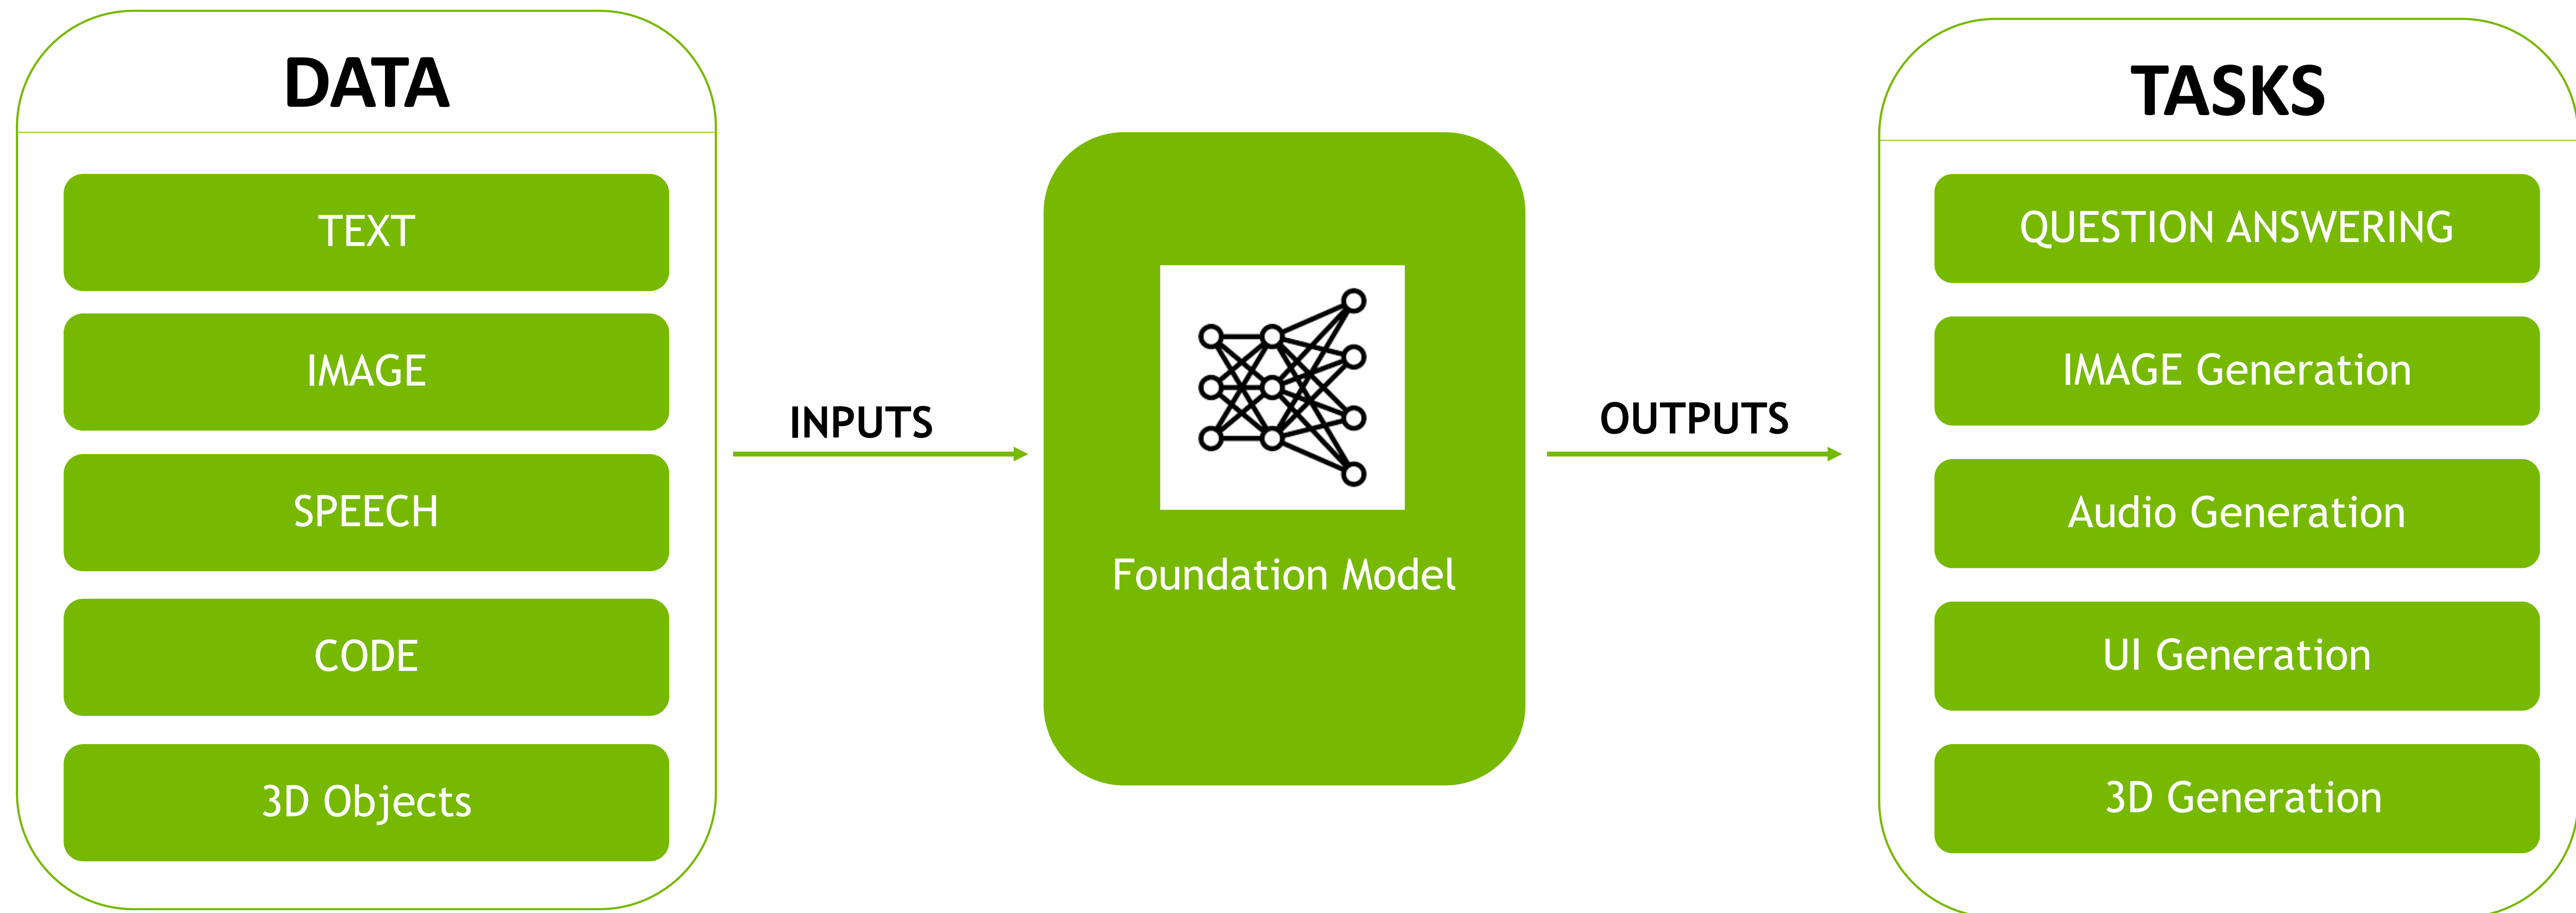 DATA
TEXT
IMAGE
SPEECH
CODE
3D Objects
INPUTS
Foundation Model
OUTPUTS
TASKS
QUESTION ANSWERING
IMAGE Generation
Audio Generation
UI Generation
3D Generation